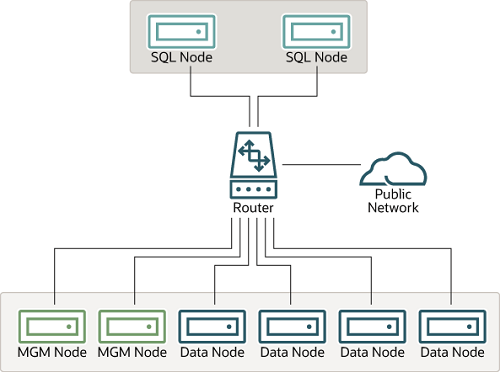 SQL Node
SQL Node
Router
Public
Network
MGM Node
MGM Node
Data Node
Data Node
Data Node
Data Node